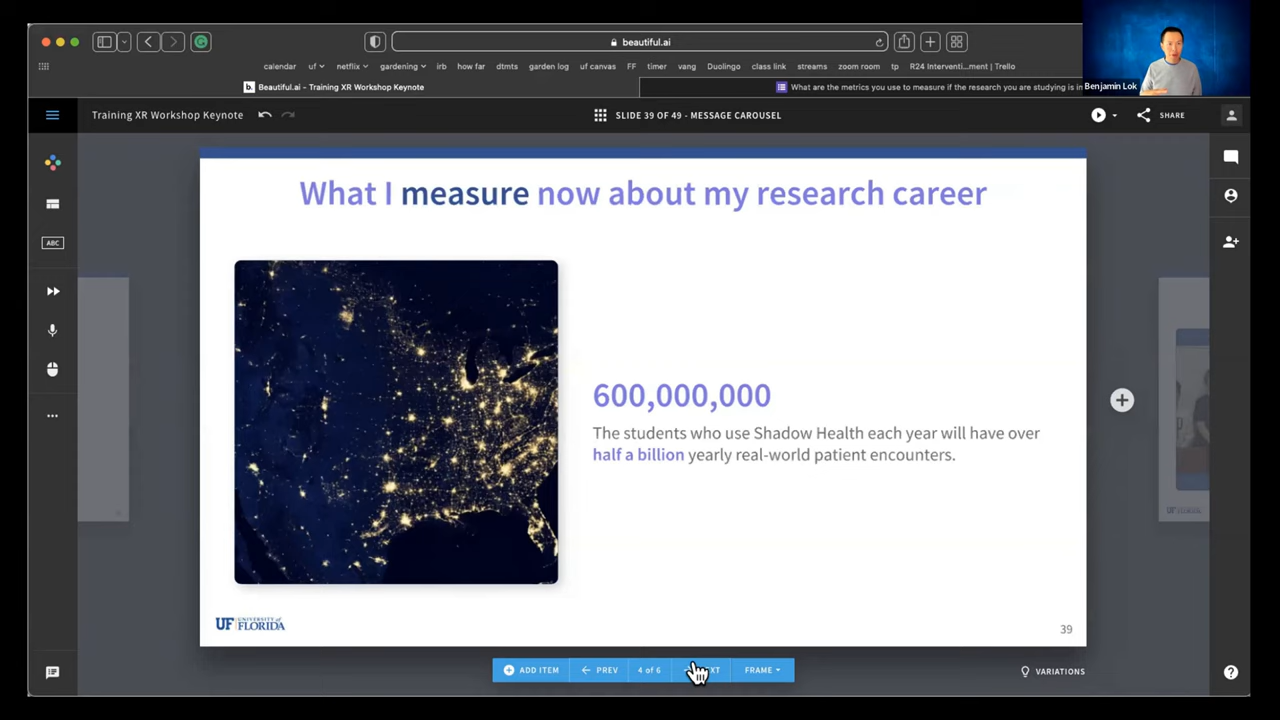 beautiful.ai
calendar uf netflix gardening irb how far dtmts garden log uf canvas FF timer vang Duolingo class link streams zoom room tp R24 Interventi...ment | Trello
Benjamin Lok
b. Beautiful.ai - Training XR Workshop Keynote
What are the metrics you use to measure if the research you are studying is in
Training XR Workshop Keynote
SLIDE 39 OF 49 - MESSAGE CAROUSEL
SHARE
ABC
What I measure now about my research career
600,000,000
The students who use Shadow Health each year will have over
half a billion yearly real-world patient encounters.
UF UNIVERSITY of
FLORIDA
39
ADD ITEM PREV 4 of 6 FRAME
VARIATIONS